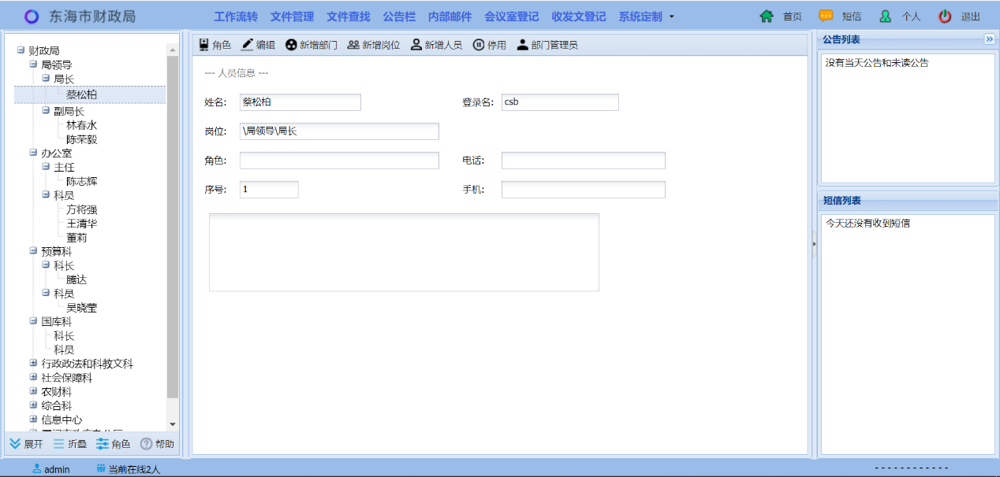 东海市财政局 工作流转 文件管理 文件查找 公告栏 内部邮件 会议室登记 收发文登记 系统定制 首页 短信 个人 退出
财政局
局领导
局长
蔡松柏
副局长
林春水
陈荣毅
办公室
主任
陈志辉
科员
方将强
王清华
董莉
预算科
科长
腾达
科员
吴晓莹
国库科
科长
科员
行政政法和科教文科
社会保障科
农财科
综合科
信息中心
展开 折叠 角色 帮助
角色 编辑 新增部门 新增岗位 新增人员 停用 部门管理员
--- 人员信息 ---
姓名: 蔡松柏 登录名: csb
岗位: \局领导\局长
角色: 电话:
序号: 1 手机:
公告列表
没有当天公告和未读公告
短信列表
今天还没有收到短信
admin 当前在线2人 - - - - - - - - - - - -